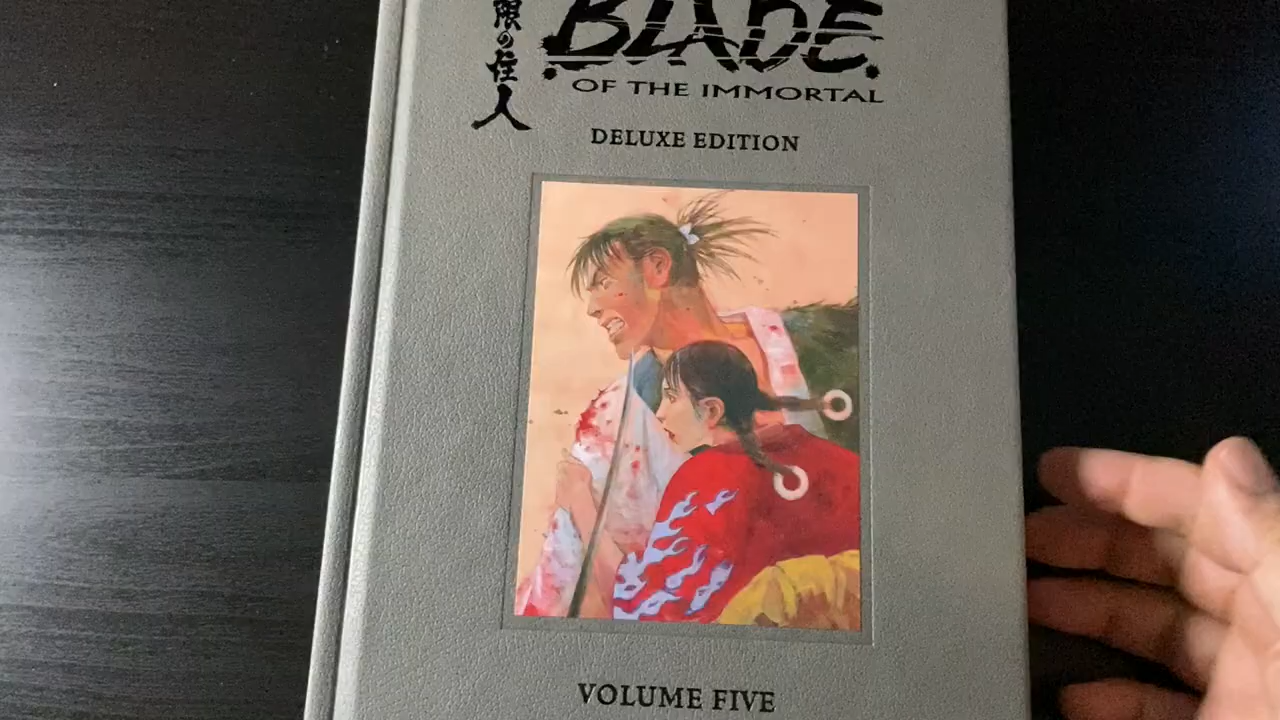 限の住人
BLADE
OF THE IMMORTAL
DELUXE EDITION
VOLUME FIVE